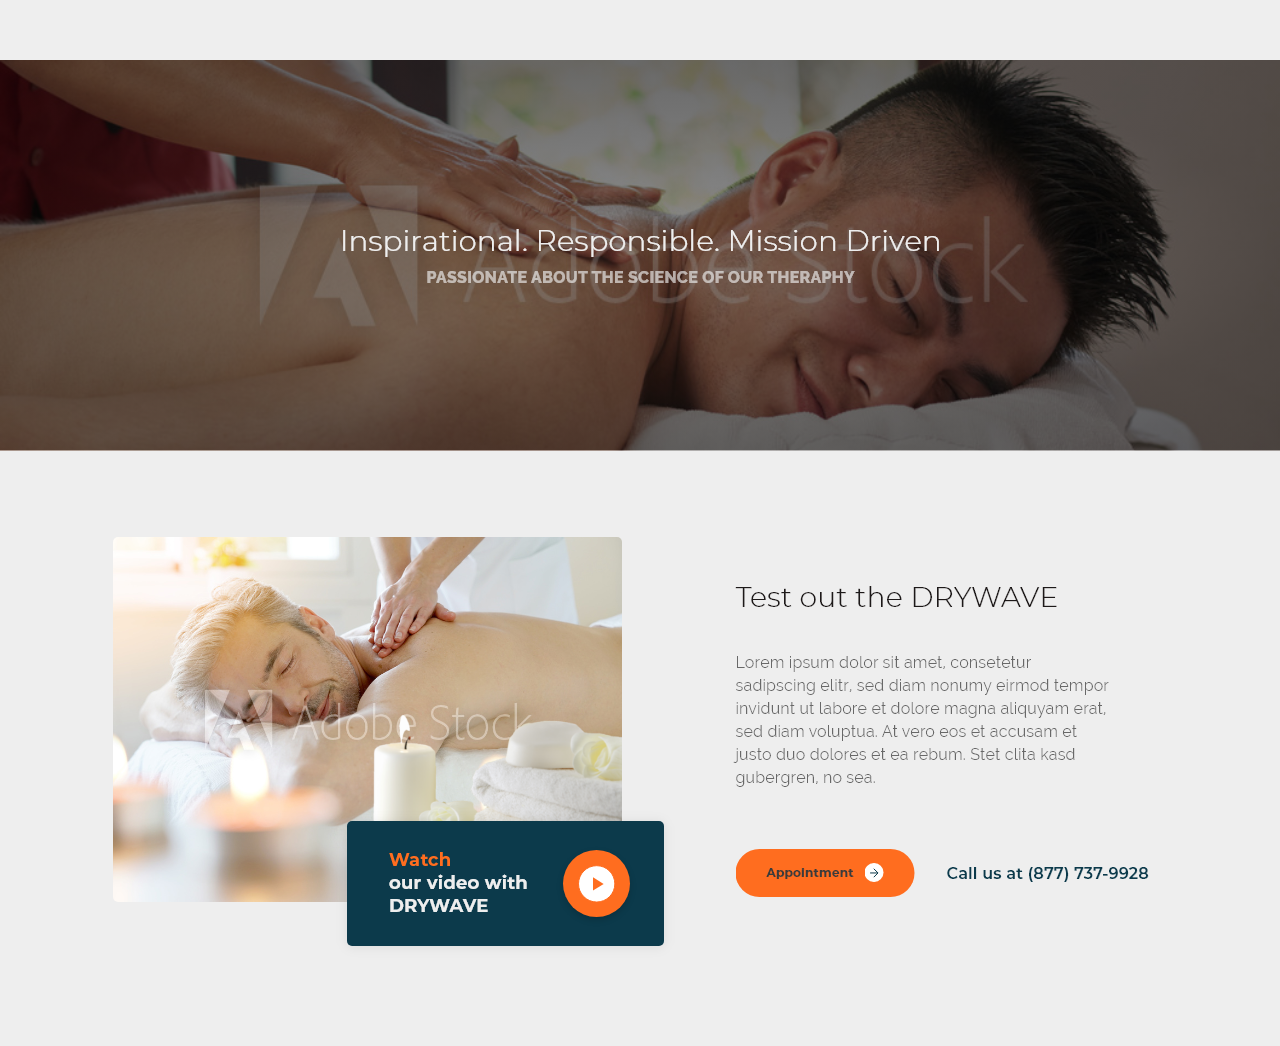 Inspirational. Responsible. Mission Driven
PASSIONATE ABOUT THE SCIENCE OF OUR THERAPHY
Adobe Stock
Test out the DRYWAVE
Lorem ipsum dolor sit amet, consetetur
sadipscing elitr, sed diam nonumy eirmod tempor
invidunt ut labore et dolore magna aliquyam erat,
sed diam voluptua. At vero eos et accusam et
justo duo dolores et ea rebum. Stet clita kasd
gubergren, no sea.
Adobe Stock
Watch
our video with
DRYWAVE
Appointment
Call us at (877) 737-9928